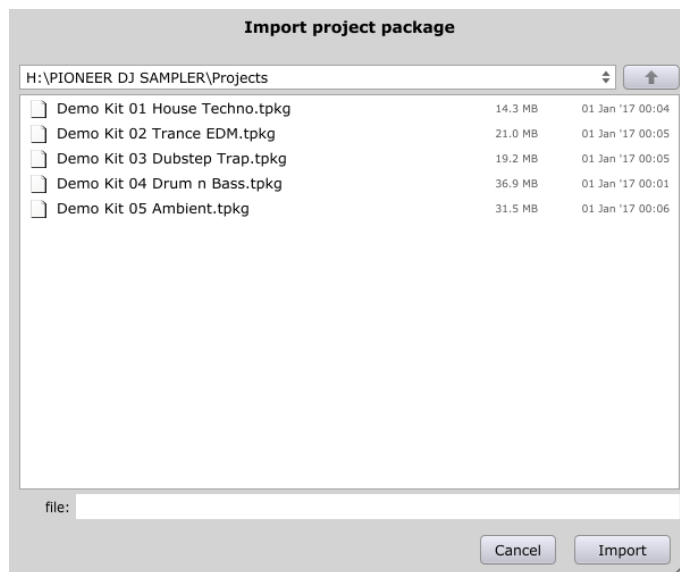 Import project package
H:\PIONEER DJ SAMPLER\Projects
Demo Kit 01 House Techno.tpkg 14.3 MB 01 Jan '17 00:04
Demo Kit 02 Trance EDM.tpkg 21.0 MB 01 Jan '17 00:05
Demo Kit 03 Dubstep Trap.tpkg 19.2 MB 01 Jan '17 00:05
Demo Kit 04 Drum n Bass.tpkg 36.9 MB 01 Jan '17 00:01
Demo Kit 05 Ambient.tpkg 31.5 MB 01 Jan '17 00:06
file:
Cancel Import